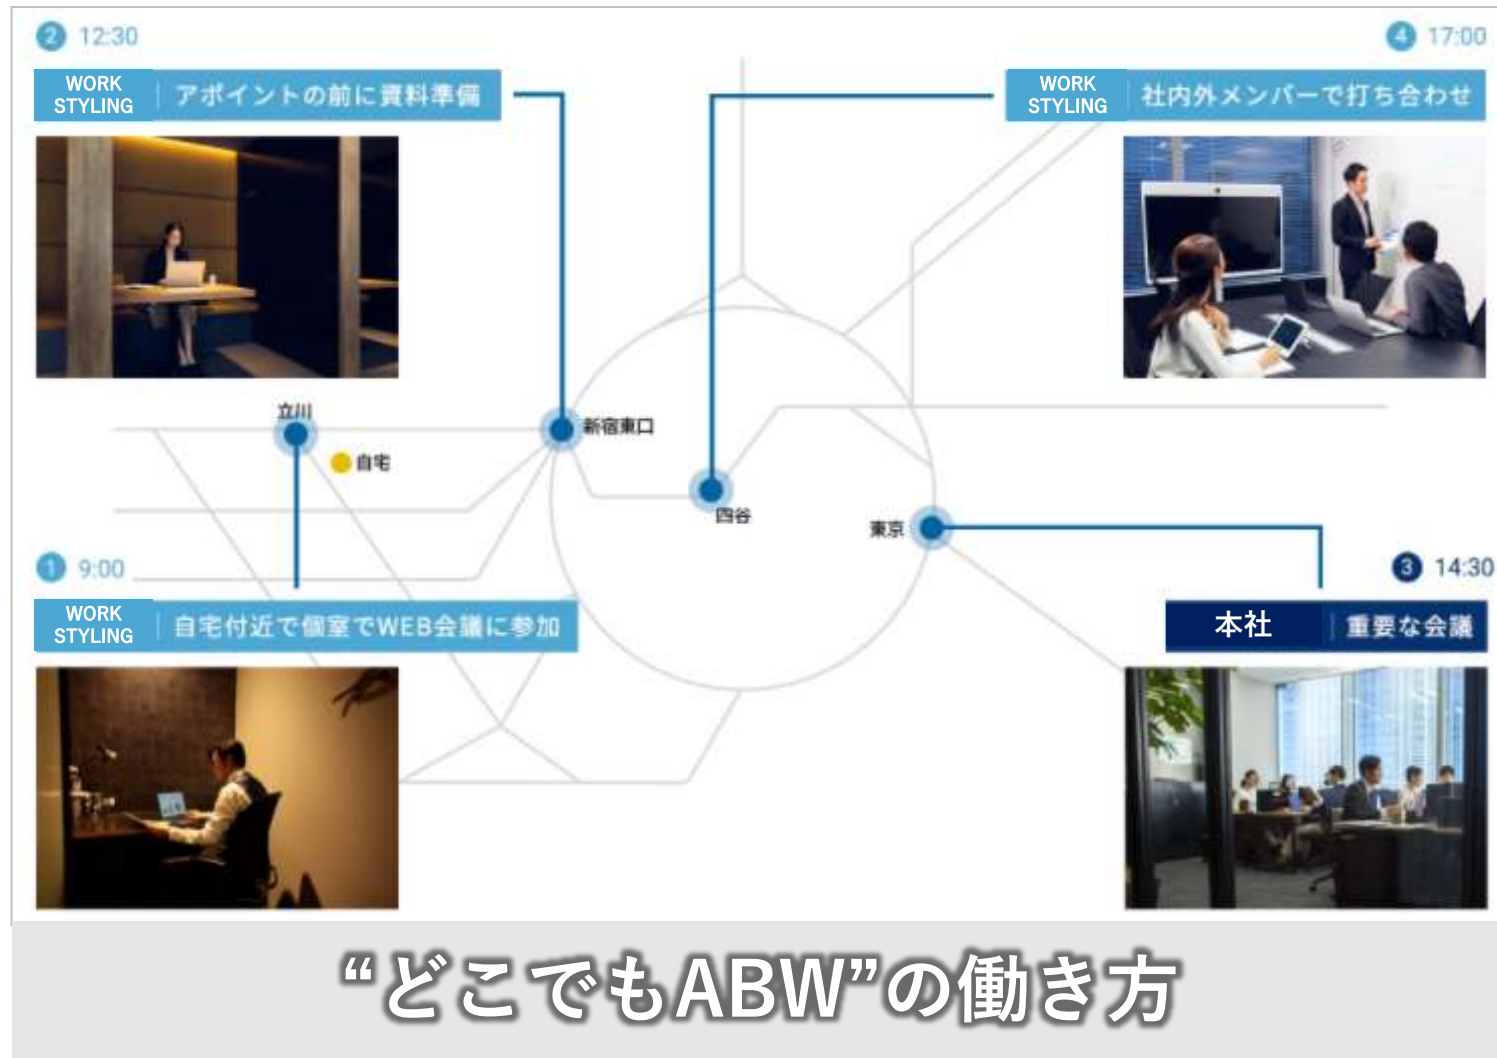 2 12:30
WORK
STYLING
アポイントの前に資料準備
4 17:00
WORK
STYLING
社内外メンバーで打ち合わせ
立川
自宅
新宿東口
四谷
東京
1 9:00
WORK
STYLING
自宅付近で個室でWEB会議に参加
3 14:30
本社
重要な会議
“どこでもABW”の働き方